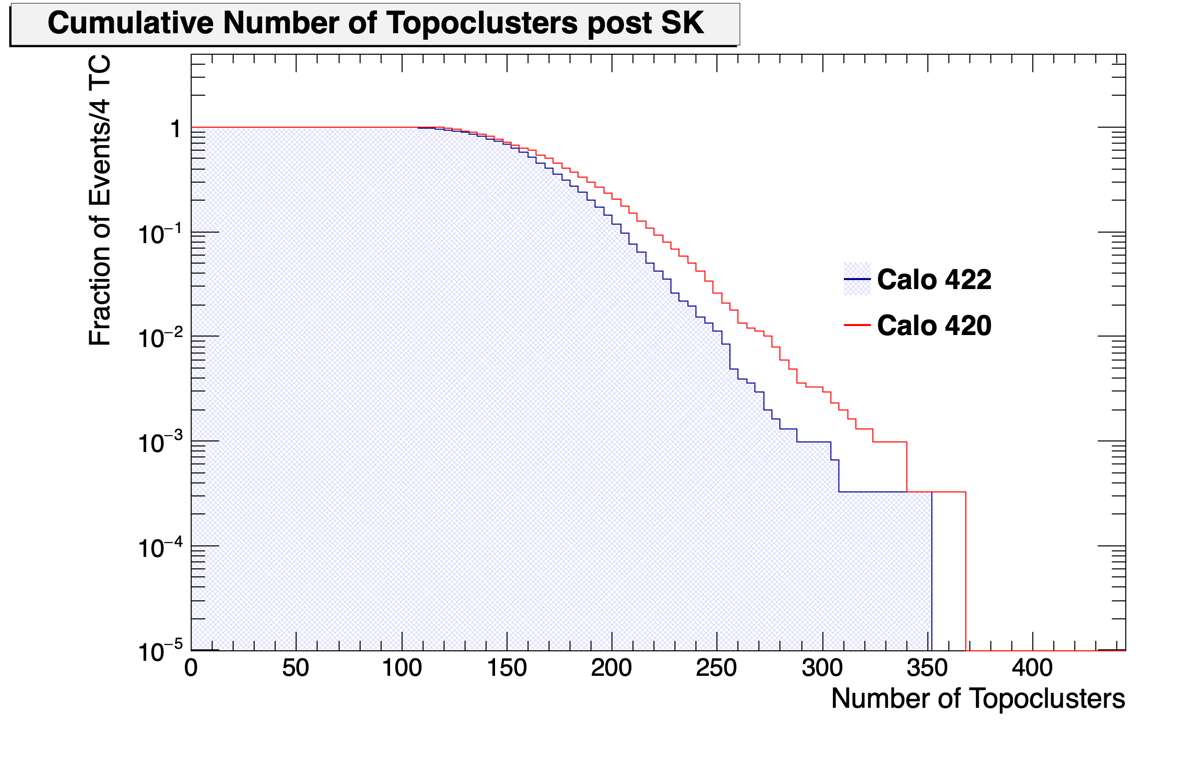 Cumulative Number of Topoclusters post SK
Fraction of Events/4 TC
1
10⁻¹
10⁻²
10⁻³
10⁻⁴
10⁻⁵
Calo 422
Calo 420
0 50 100 150 200 250 300 350 400
Number of Topoclusters